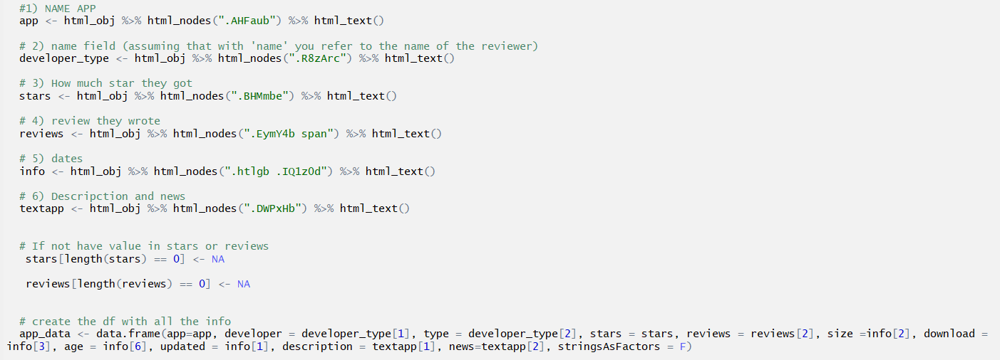 #1) NAME APP
app <- html_obj %>% html_nodes(".AHFaub") %>% html_text()
# 2) name field (assuming that with 'name' you refer to the name of the reviewer)
developer_type <- html_obj %>% html_nodes(".R8zArc") %>% html_text()
# 3) How much star they got
stars <- html_obj %>% html_nodes(".BHMmbe") %>% html_text()
# 4) review they wrote
reviews <- html_obj %>% html_nodes(".EymY4b span") %>% html_text()
# 5) dates
info <- html_obj %>% html_nodes(".htlgb .IQ1z0d") %>% html_text()
# 6) Descripction and news
textapp <- html_obj %>% html_nodes(".DWPxHb") %>% html_text()
# If not have value in stars or reviews
stars[length(stars) == 0] <- NA
reviews[length(reviews) == 0] <- NA
# create the df with all the info
app_data <- data.frame(app=app, developer = developer_type[1], type = developer_type[2], stars = stars, reviews = reviews[2], size =info[2], download =
info[3], age = info[6], updated = info[1], description = textapp[1], news=textapp[2], stringsAsFactors = F)